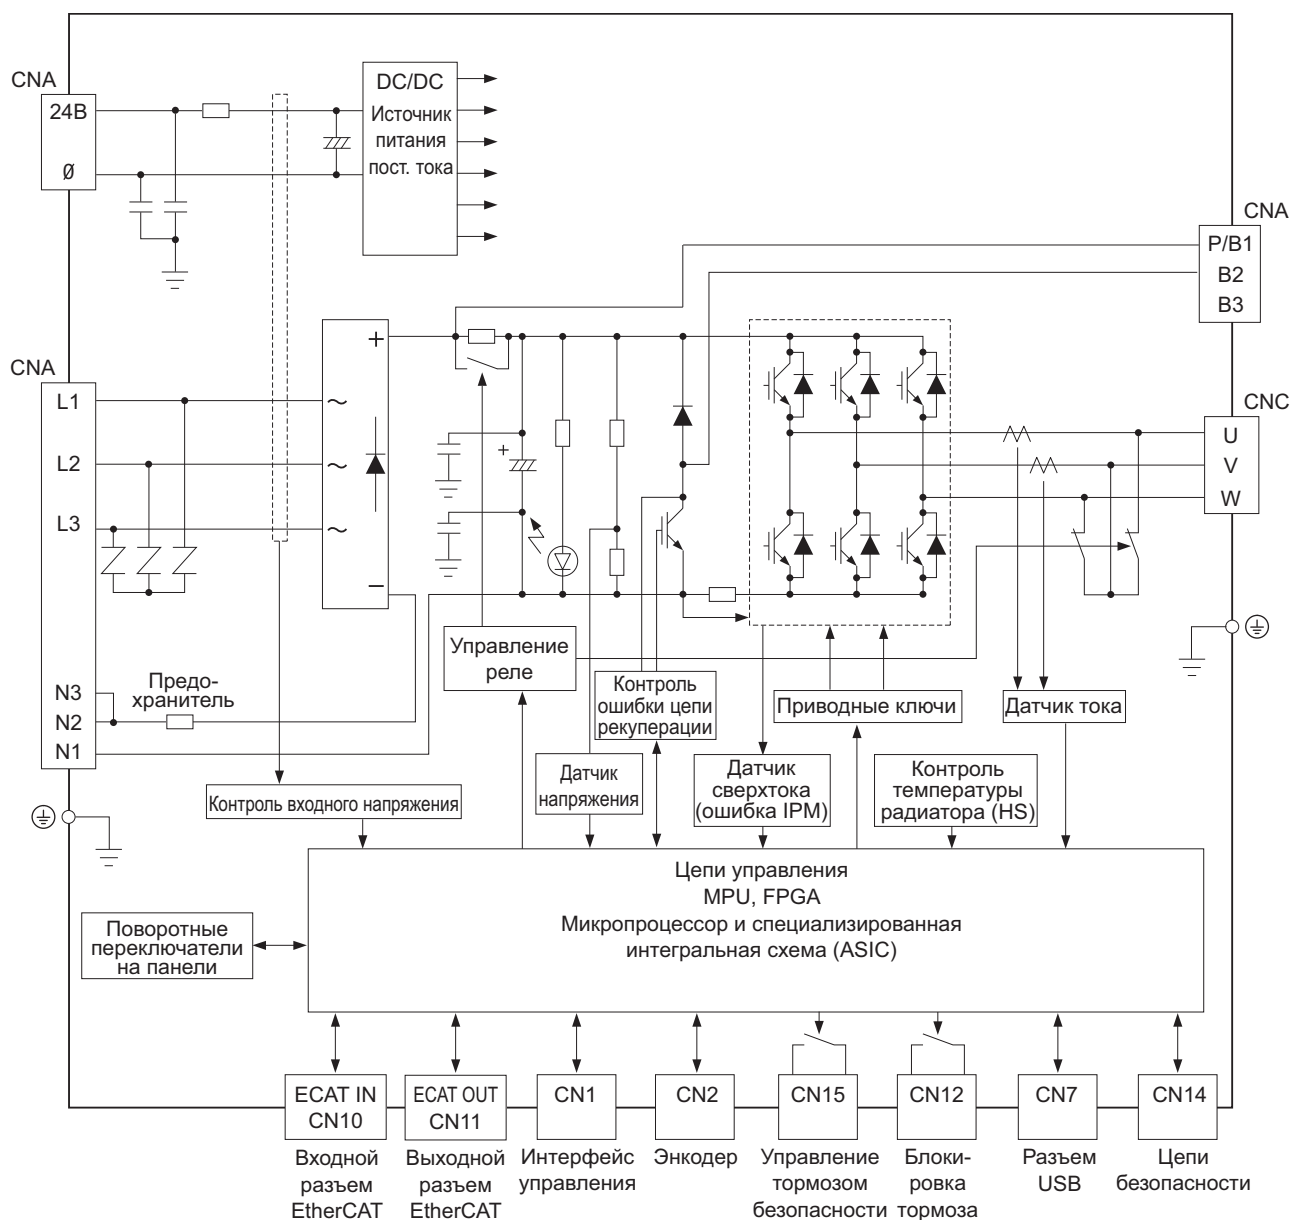 CNA
24В
Ø
DC/DC
Источник
питания
пост. тока
CNA
P/B1
B2
B3
CNA
L1
L2
L3
+
~
~
~
−
+
CNC
U
V
W
N3
N2
N1
Предо-
хранитель
Управление
реле
Контроль
ошибки цепи
рекуперации
Приводные ключи
Датчик тока
Контроль входного напряжения
Датчик
напряжения
Датчик
сверхтока
(ошибка IPM)
Контроль
температуры
радиатора (HS)
Цепи управления
MPU, FPGA
Микропроцессор и специализированная
интегральная схема (ASIC)
Поворотные
переключатели
на панели
ECAT IN
CN10
ECAT OUT
CN11
CN1
CN2
CN15
CN12
CN7
CN14
Входной
разъем
EtherCAT
Выходной
разъем
EtherCAT
Интерфейс
управления
Энкодер
Управление
тормозом
безопасности
Блоки-
ровка
тормоза
Разъем
USB
Цепи
безопасности